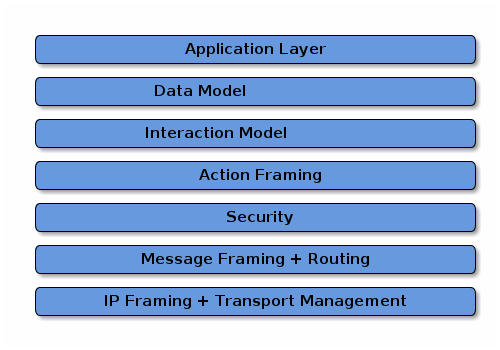 Application Layer
Data Model
Interaction Model
Action Framing
Security
Message Framing + Routing
IP Framing + Transport Management